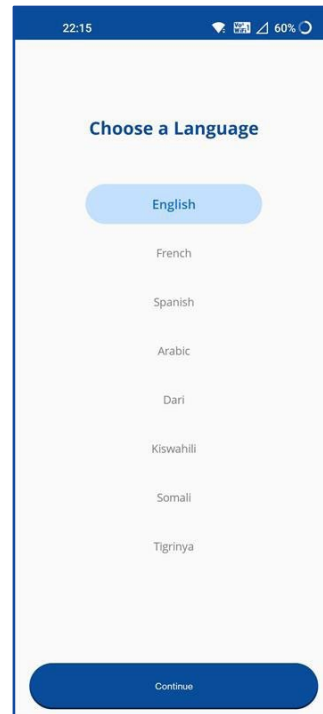 22:15 60%
Choose a Language
English
French
Spanish
Arabic
Dari
Kiswahili
Somali
Tigrinya
Continue